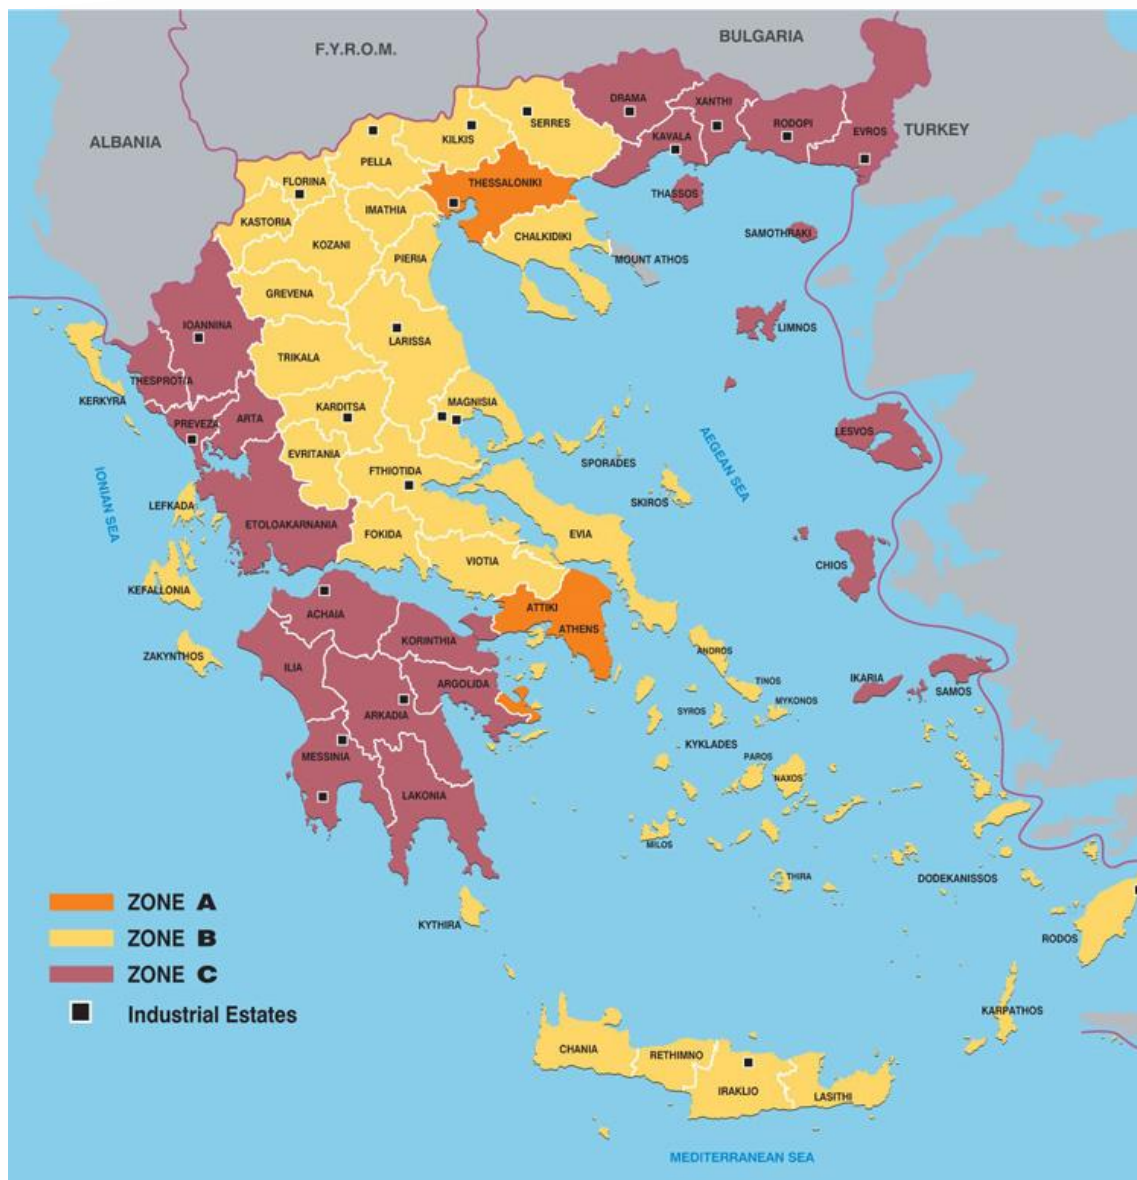 BULGARIA
F.Y.R.O.M.
ALBANIA
TURKEY
DRAMA
XANTHI
SERRES
RODOPI
EVROS
KAVALA
KILKIS
PELLA
THESSALONIKI
FLORINA
THASSOS
IMATHIA
KASTORIA
SAMOTHRAKI
CHALKIDIKI
KOZANI
PIERIA
MOUNT ATHOS
GREVENA
IOANNINA
LIMNOS
LARISSA
TRIKALA
THESPROTIA
KERKYRA
MAGNISIA
KARDITSA
ARTA
PREVEZA
LESVOS
AEGEAN SEA
EVRITANIA
SPORADES
FTHIOTIDA
IONIAN SEA
SKIROS
LEFKADA
ETOLOAKARNANIA
FOKIDA
EVIA
VIOTIA
CHIOS
KEFALLONIA
ATTIKI
ACHAIA
ATHENS
KORINTHIA
ANDROS
ZAKYNTHOS
ILIA
IKARIA
TINOS
ARGOLIDA
SAMOS
MYKONOS
ARKADIA
SYROS
KYKLADES
MESSINIA
PAROS
NAXOS
LAKONIA
MILOS
THIRA
DODEKANISSOS
ZONE A
KYTHIRA
ZONE B
RODOS
ZONE C
KARPATHOS
Industrial Estates
CHANIA
RETHIMNO
IRAKLIO
LASITHI
MEDITERRANEAN SEA